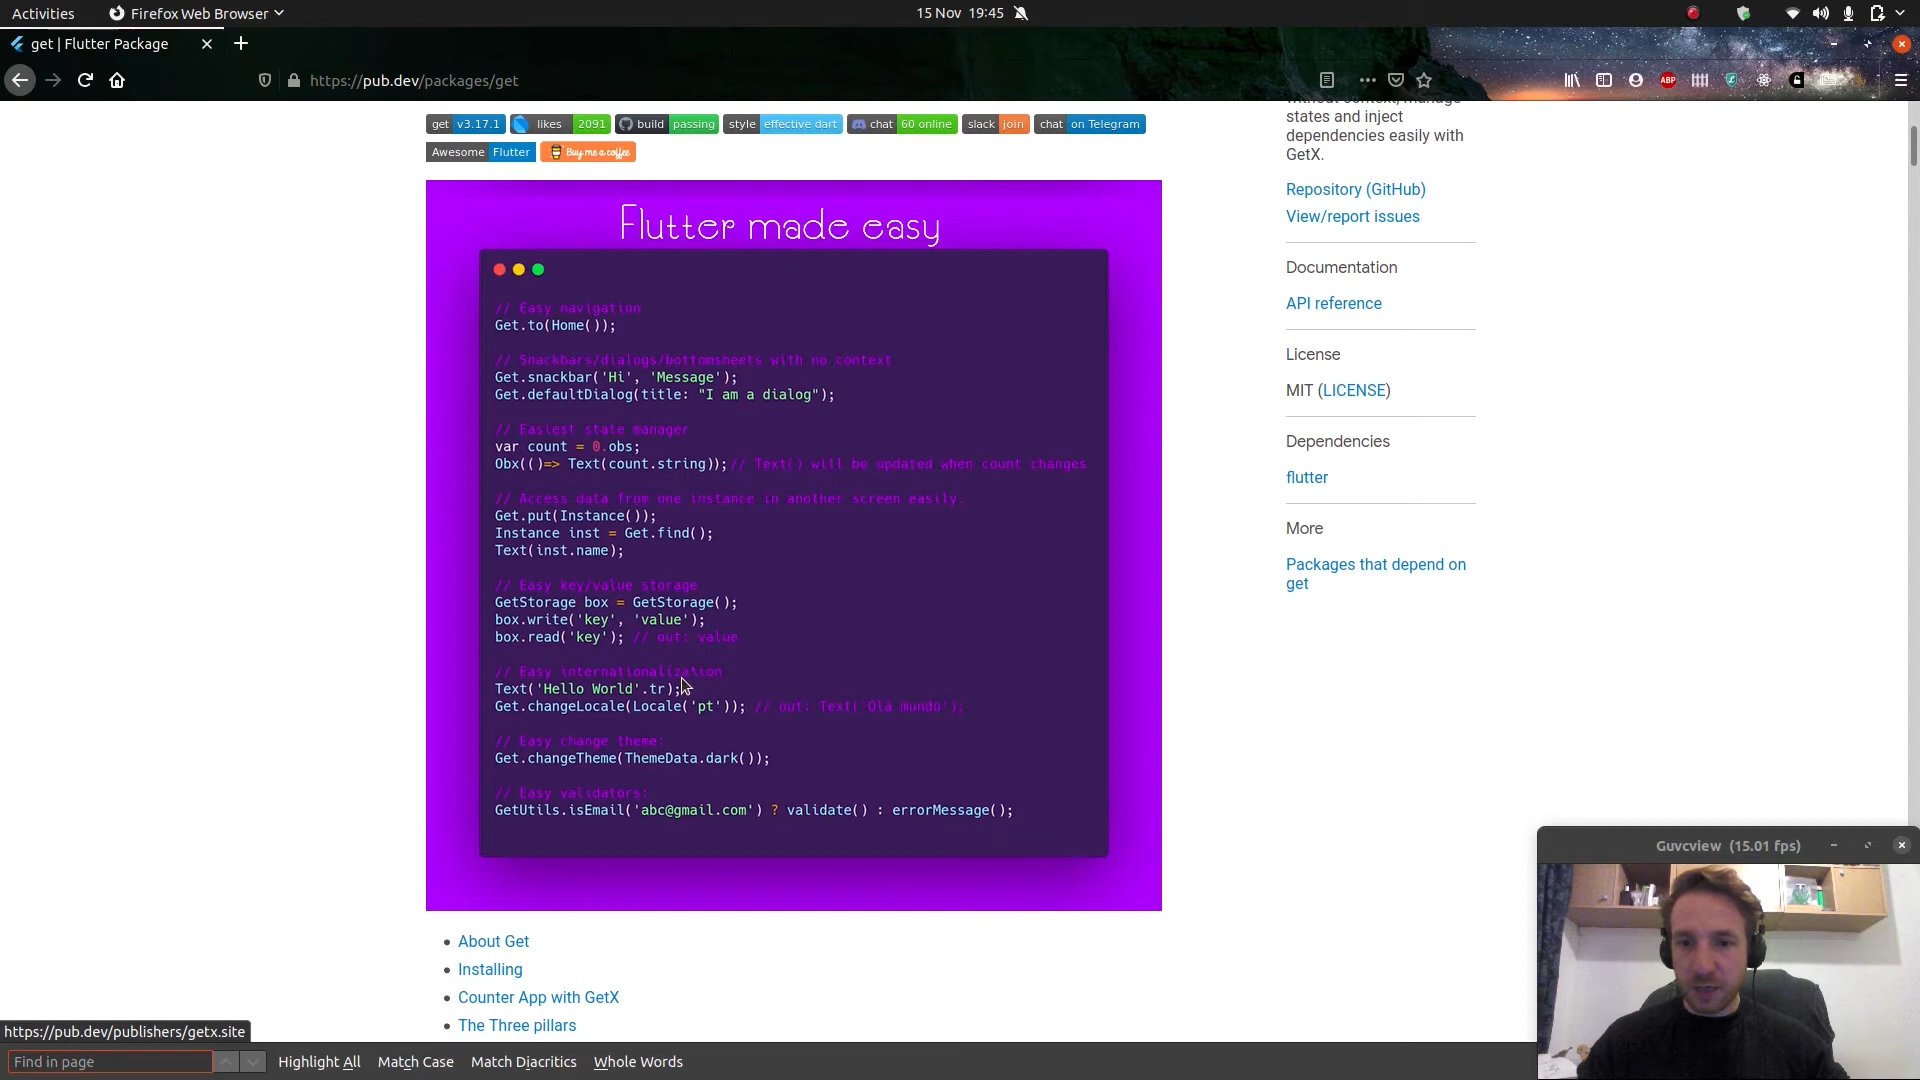 Activities
Firefox Web Browser
15 Nov 19:45
get | Flutter Package
https://pub.dev/packages/get
ABP
get v3.17.1 likes 2091 build passing style effective dart chat 60 online slack join chat on Telegram
Awesome Flutter Buy me a coffee
Flutter made easy
// Easy navigation
Get.to(Home());
// Snackbars/dialogs/bottomsheets with no context
Get.snackbar('Hi', 'Message');
Get.defaultDialog(title: "I am a dialog");
// Easiest state manager
var count = 0.obs;
Obx(()=> Text(count.string)); // Text() will be updated when count changes
// Access data from one instance in another screen easily.
Get.put(Instance());
Instance inst = Get.find();
Text(inst.name);
// Easy key/value storage
GetStorage box = GetStorage();
box.write('key', 'value');
box.read('key'); // out: value
// Easy internationalization
Text('Hello World'.tr);
Get.changeLocale(Locale('pt')); // out: Text('Olá mundo');
// Easy change theme:
Get.changeTheme(ThemeData.dark());
// Easy validators:
GetUtils.isEmail('abc@gmail.com') ? validate() : errorMessage();
About Get
Installing
Counter App with GetX
The Three pillars
without context, manage
states and inject
dependencies easily with
GetX.
Repository (GitHub)
View/report issues
Documentation
API reference
License
MIT (LICENSE)
Dependencies
flutter
More
Packages that depend on
get
Guvcview (15.01 fps)
https://pub.dev/publishers/getx.site
Find in page
Highlight All Match Case Match Diacritics Whole Words